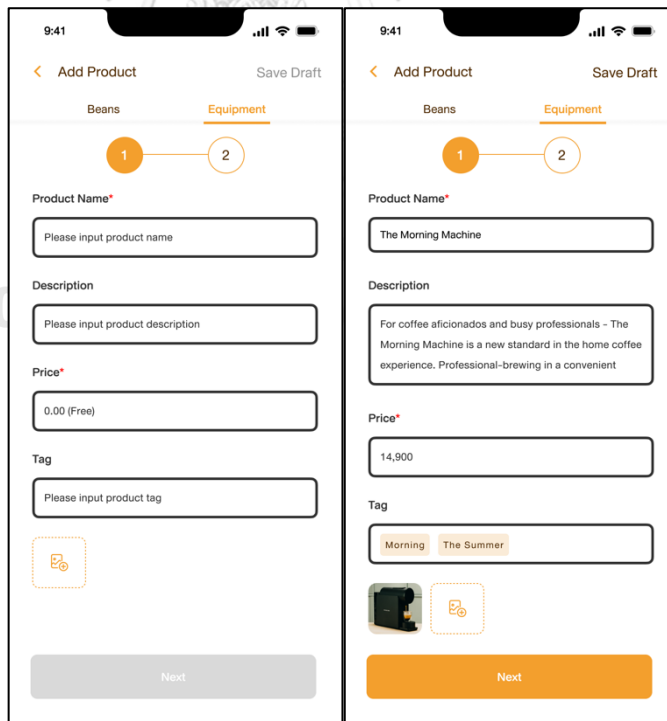 9:41
Add Product
Save Draft
Beans
Equipment
1
2
Product Name*
Please input product name
Description
Please input product description
Price*
0.00 (Free)
Tag
Please input product tag
Next
9:41
Add Product
Save Draft
Beans
Equipment
1
2
Product Name*
The Morning Machine
Description
For coffee aficionados and busy professionals - The
Morning Machine is a new standard in the home coffee
experience. Professional-brewing in a convenient
Price*
14,900
Tag
Morning
The Summer
Next